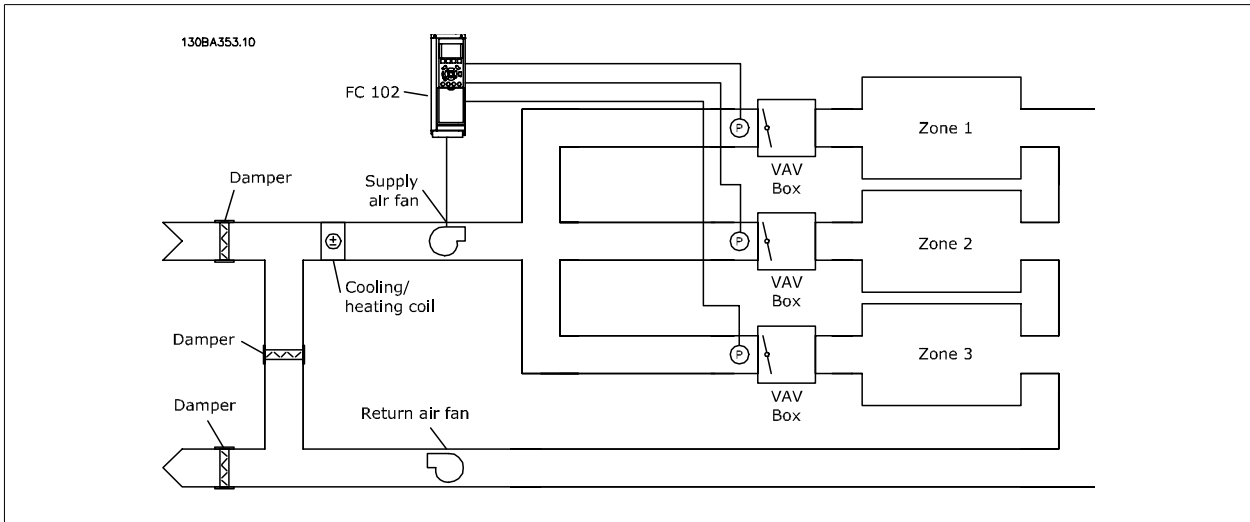 130BA353.10
FC 102
Damper
Supply
air fan
Cooling/
heating coil
P
VAV
Box
Zone 1
P
VAV
Box
Zone 2
P
VAV
Box
Zone 3
Damper
Damper
Return air fan